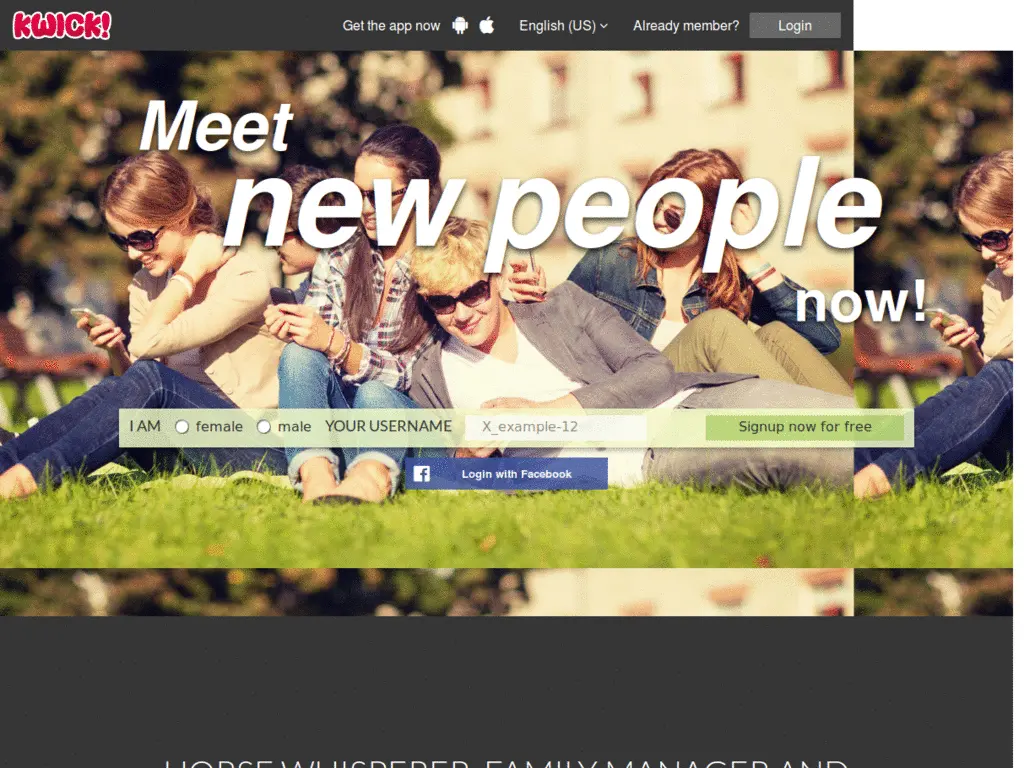 KWICK!
Get the app now
English (US)
Already member?
Login
Meet
new people
now!
I AM
female
male
YOUR USERNAME
X_example-12
Signup now for free
Login with Facebook
HORSE WHISPERER, FAMILY MANAGER AND